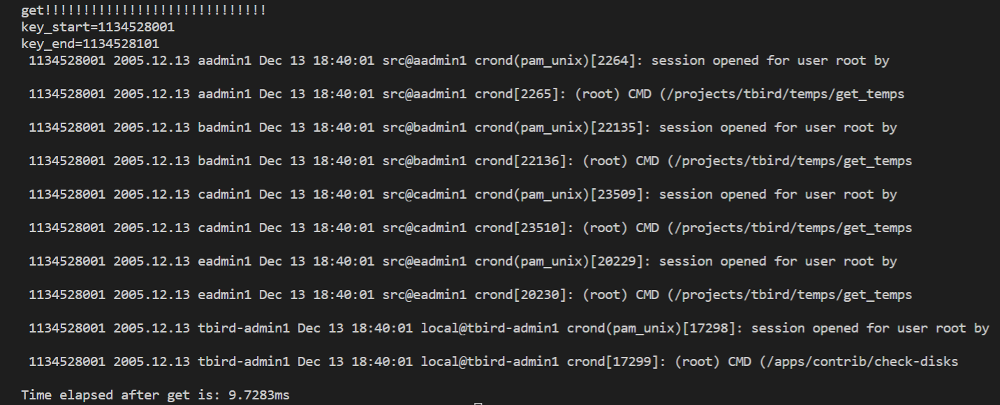 get!!!!!!!!!!!!!!!!!!!!!!!!!!!!!
key_start=1134528001
key_end=1134528101
1134528001 2005.12.13 aadmin1 Dec 13 18:40:01 src@aadmin1 crond(pam_unix)[2264]: session opened for user root by
1134528001 2005.12.13 aadmin1 Dec 13 18:40:01 src@aadmin1 crond[2265]: (root) CMD (/projects/tbird/temps/get_temps
1134528001 2005.12.13 badmin1 Dec 13 18:40:01 src@badmin1 crond(pam_unix)[22135]: session opened for user root by
1134528001 2005.12.13 badmin1 Dec 13 18:40:01 src@badmin1 crond[22136]: (root) CMD (/projects/tbird/temps/get_temps
1134528001 2005.12.13 cadmin1 Dec 13 18:40:01 src@cadmin1 crond(pam_unix)[23509]: session opened for user root by
1134528001 2005.12.13 cadmin1 Dec 13 18:40:01 src@cadmin1 crond[23510]: (root) CMD (/projects/tbird/temps/get_temps
1134528001 2005.12.13 eadmin1 Dec 13 18:40:01 src@eadmin1 crond(pam_unix)[20229]: session opened for user root by
1134528001 2005.12.13 eadmin1 Dec 13 18:40:01 src@eadmin1 crond[20230]: (root) CMD (/projects/tbird/temps/get_temps
1134528001 2005.12.13 tbird-admin1 Dec 13 18:40:01 local@tbird-admin1 crond(pam_unix)[17298]: session opened for user root by
1134528001 2005.12.13 tbird-admin1 Dec 13 18:40:01 local@tbird-admin1 crond[17299]: (root) CMD (/apps/contrib/check-disks
Time elapsed after get is: 9.7283ms